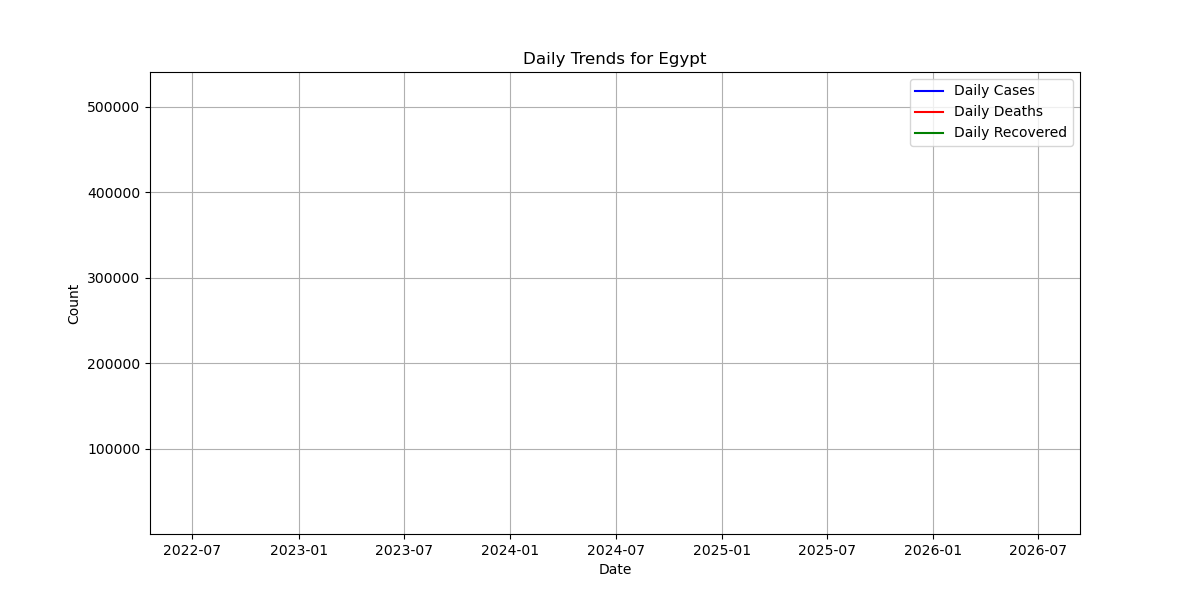 Daily Trends for Egypt
Daily Cases
Daily Deaths
Daily Recovered
500000
400000
300000
200000
100000
Count
2022-07 2023-01 2023-07 2024-01 2024-07 2025-01 2025-07 2026-01 2026-07
Date